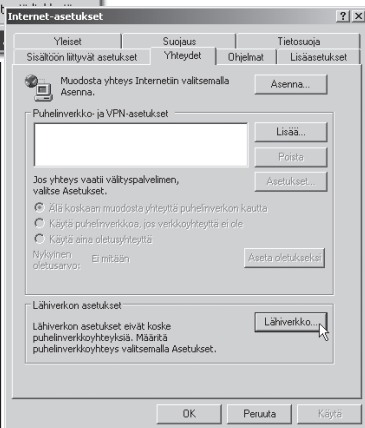 Internet-asetukset
Yleiset Suojaus Tietosuoja
Sisältöön liittyvät asetukset Yhteydet Ohjelmat Lisäasetukset
Muodosta yhteys Internetiin valitsemalla
Asenna.
Asenna...
Puhelinverkko- ja VPN-asetukset
Lisää...
Poista
Jos yhteys vaatii välityspalvelimen,
valitse Asetukset.
Asetukset...
Älä koskaan muodosta yhteyttä puhelinverkon kautta
Käytä puhelinverkkoa, jos verkkoyhteyttä ei ole
Käytä aina oletusyhteyttä
Nykyinen
oletusarvo: Ei mitään
Aseta oletukseksi
Lähiverkon asetukset
Lähiverkon asetukset eivät koske
puhelinverkkoyhteyksiä. Määritä
puhelinverkkoyhteys valitsemalla Asetukset.
Lähiverkko...
OK Peruuta Käytä